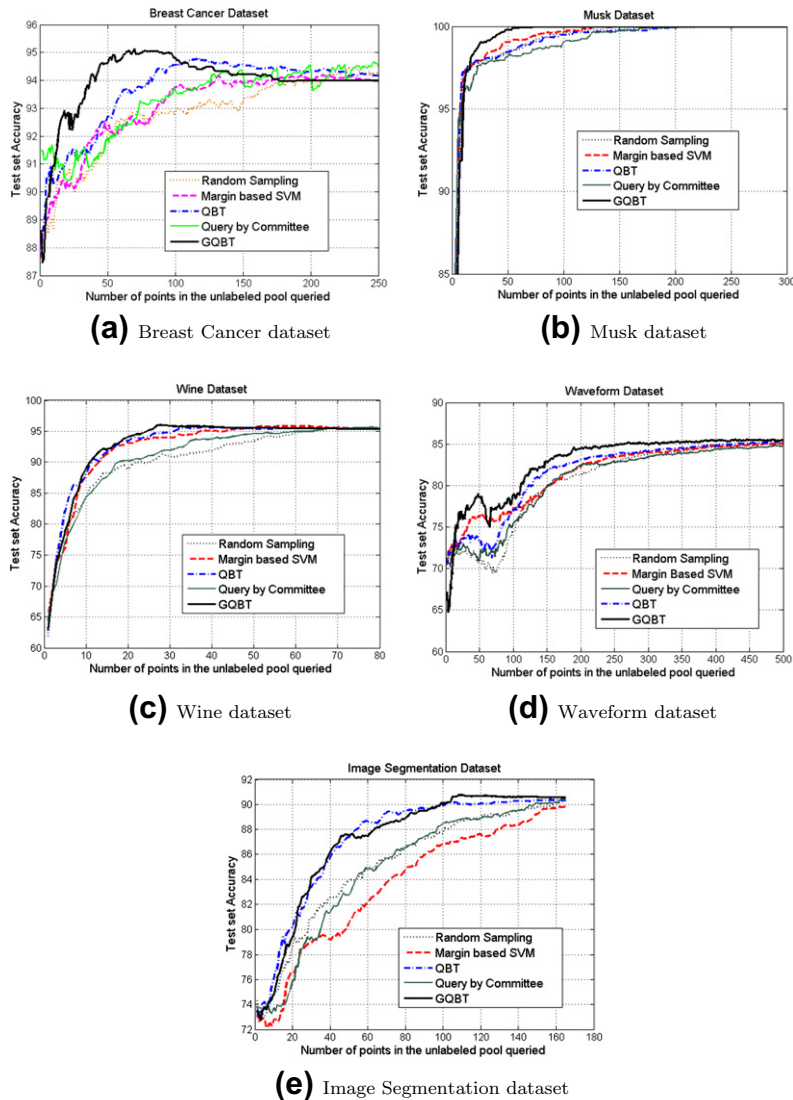 Breast Cancer Dataset
96
95
94
93
92
91
90
89
88
87
Test set Accuracy
0 50 100 150 200 250
Number of points in the unlabeled pool queried
Random Sampling
Margin based SVM
QBT
Query by Committee
GQBT
(a) Breast Cancer dataset
Musk Dataset
100
95
90
85
Test set Accuracy
0 50 100 150 200 250 300
Number of points in the unlabeled pool queried
Random Sampling
Margin based SVM
QBT
Query by Committee
GQBT
(b) Musk dataset
Wine Dataset
100
95
90
85
80
75
70
65
60
Test set Accuracy
0 10 20 30 40 50 60 70 80
Number of points in the unlabeled pool queried
Random Sampling
Margin based SVM
QBT
Query by Committee
GQBT
(c) Wine dataset
Waveform Dataset
90
85
80
75
70
65
60
Test set Accuracy
0 50 100 150 200 250 300 350 400 450 500
Number of points in the unlabeled pool queried
Random Sampling
Margin Based SVM
Query by Committee
QBT
GQBT
(d) Waveform dataset
Image Segmentation Dataset
92
90
88
86
84
82
80
78
76
74
72
Test set Accuracy
0 20 40 60 80 100 120 140 160 180
Number of points in the unlabeled pool queried
Random Sampling
Margin based SVM
QBT
Query by Committee
GQBT
(e) Image Segmentation dataset